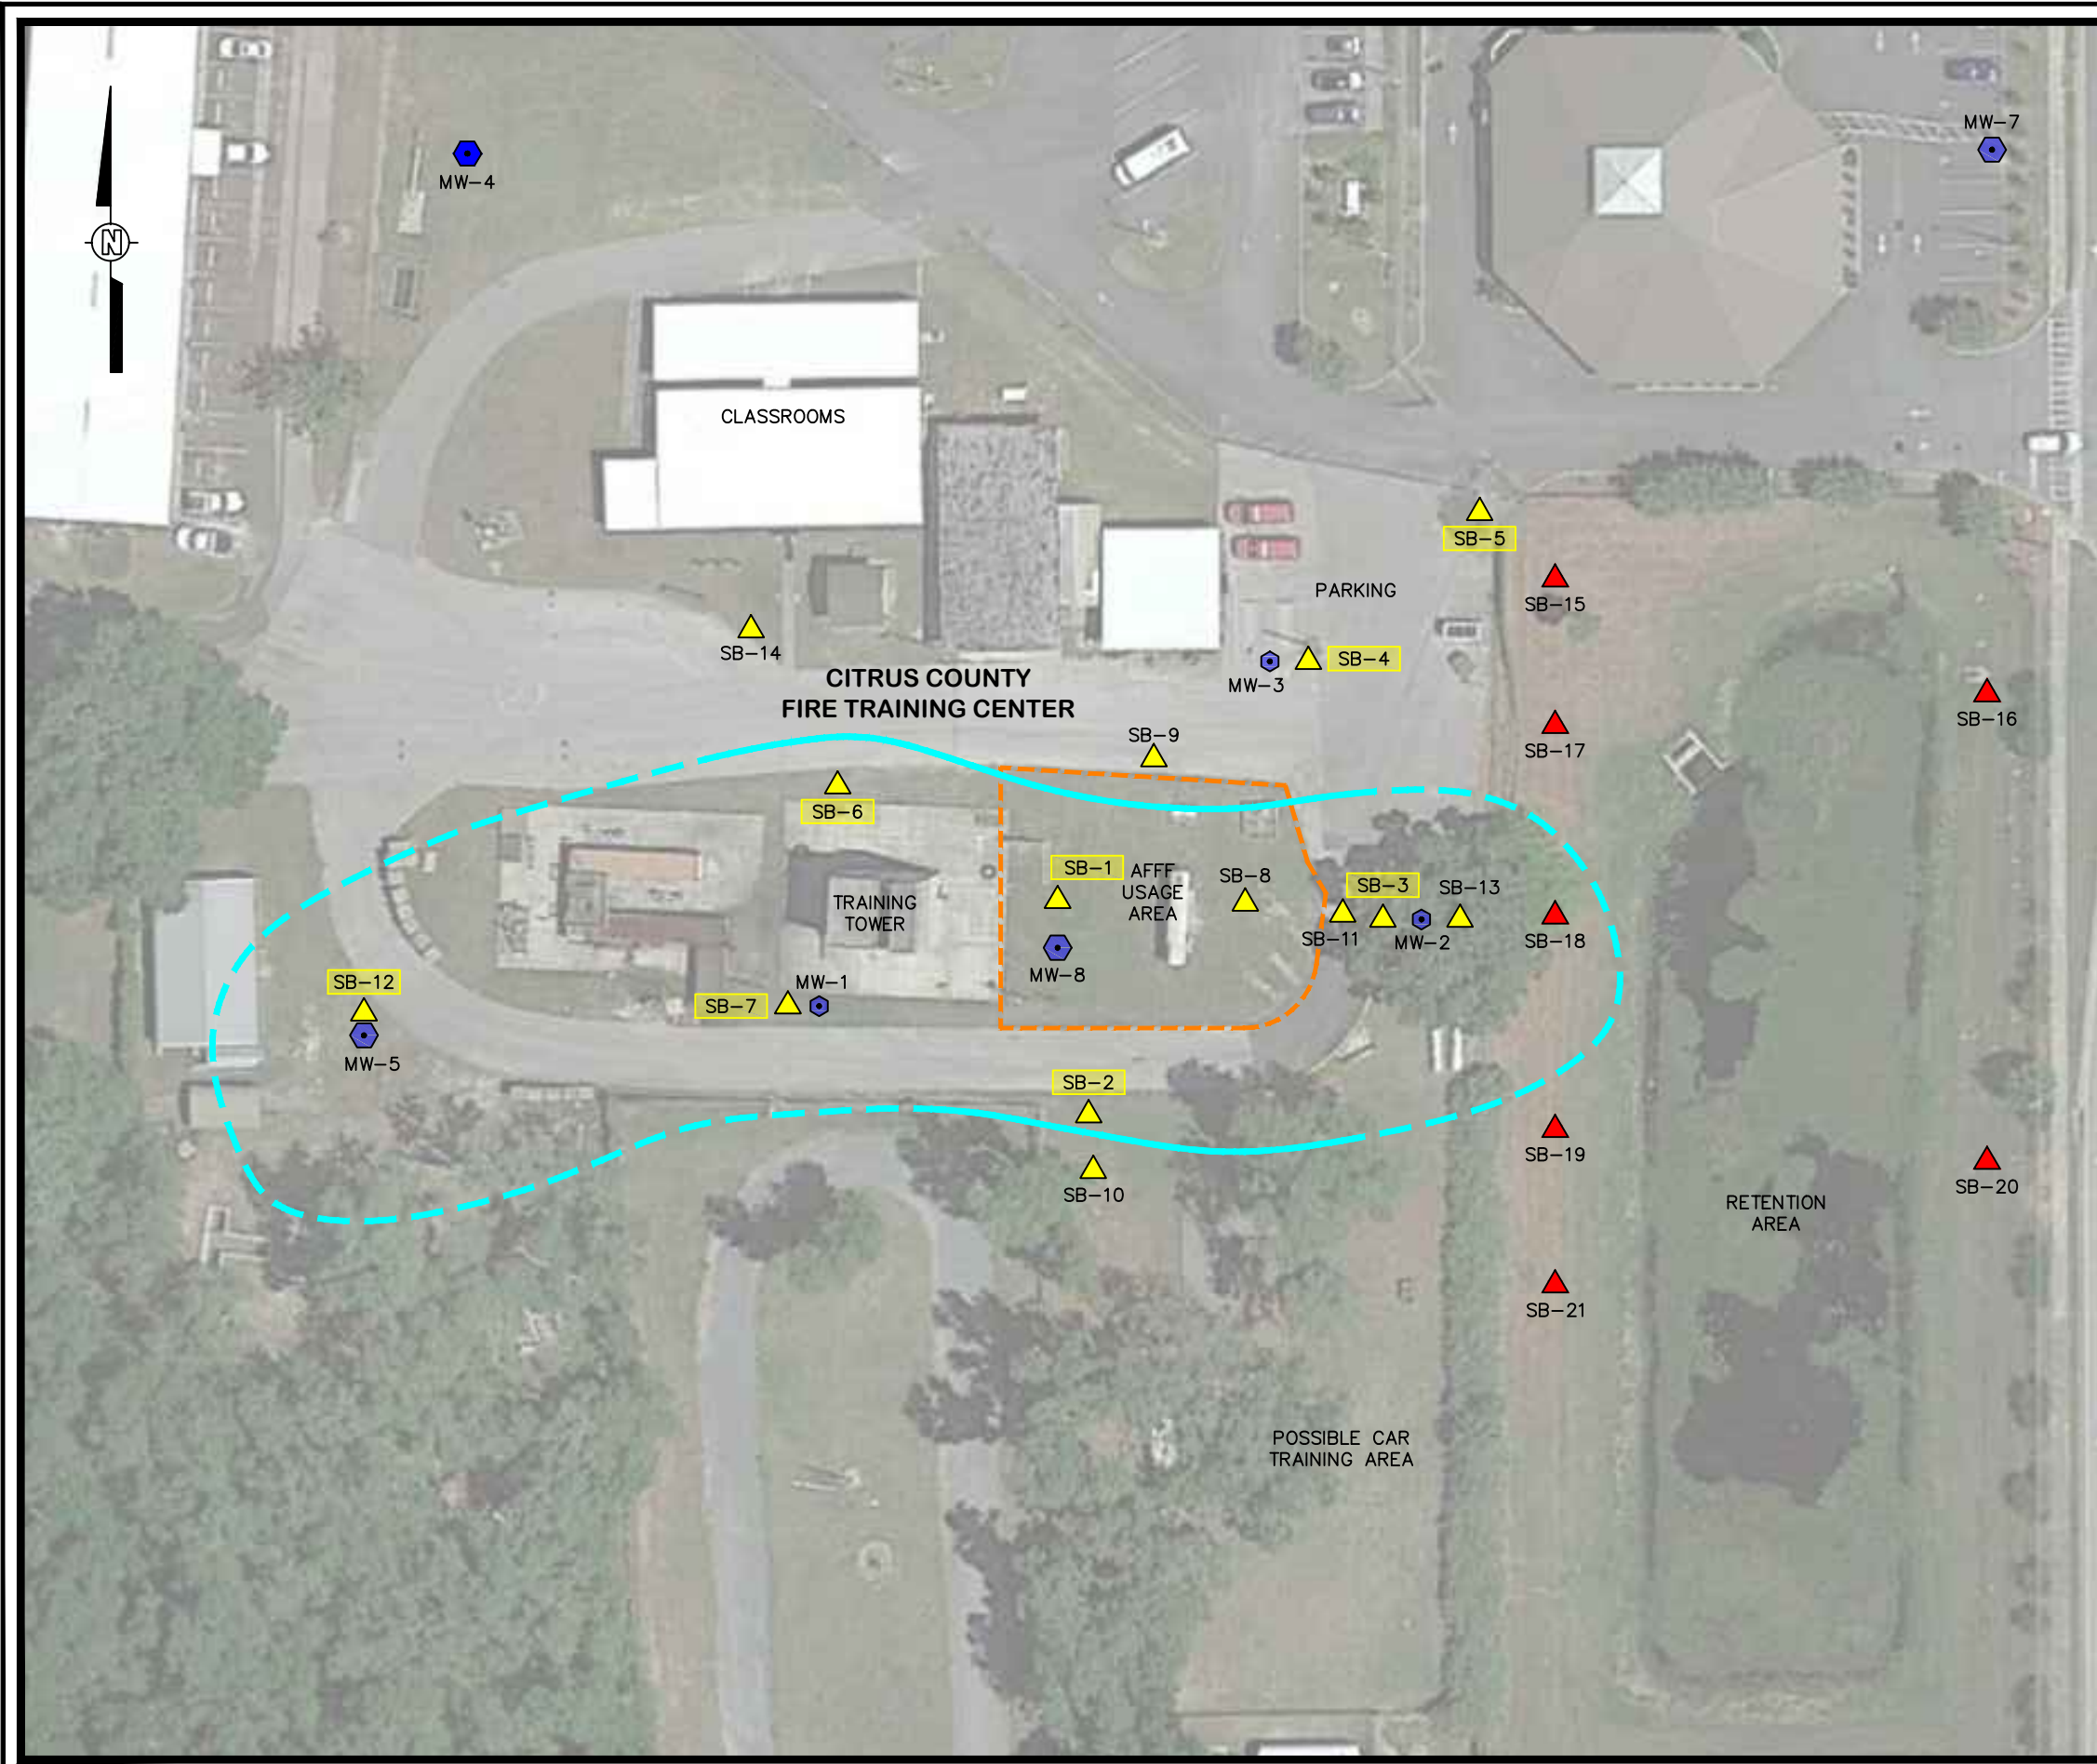 MW-7
MW-4
N
CLASSROOMS
SB-5
PARKING
SB-15
SB-14
SB-4
MW-3
CITRUS COUNTY
FIRE TRAINING CENTER
SB-16
SB-9
SB-17
SB-6
SB-1
AFFF
USAGE
AREA
SB-8
SB-3
SB-13
TRAINING
TOWER
SB-11
MW-2
SB-18
MW-8
SB-12
MW-1
SB-7
MW-5
SB-2
SB-19
SB-10
SB-20
RETENTION
AREA
SB-21
POSSIBLE CAR
TRAINING AREA